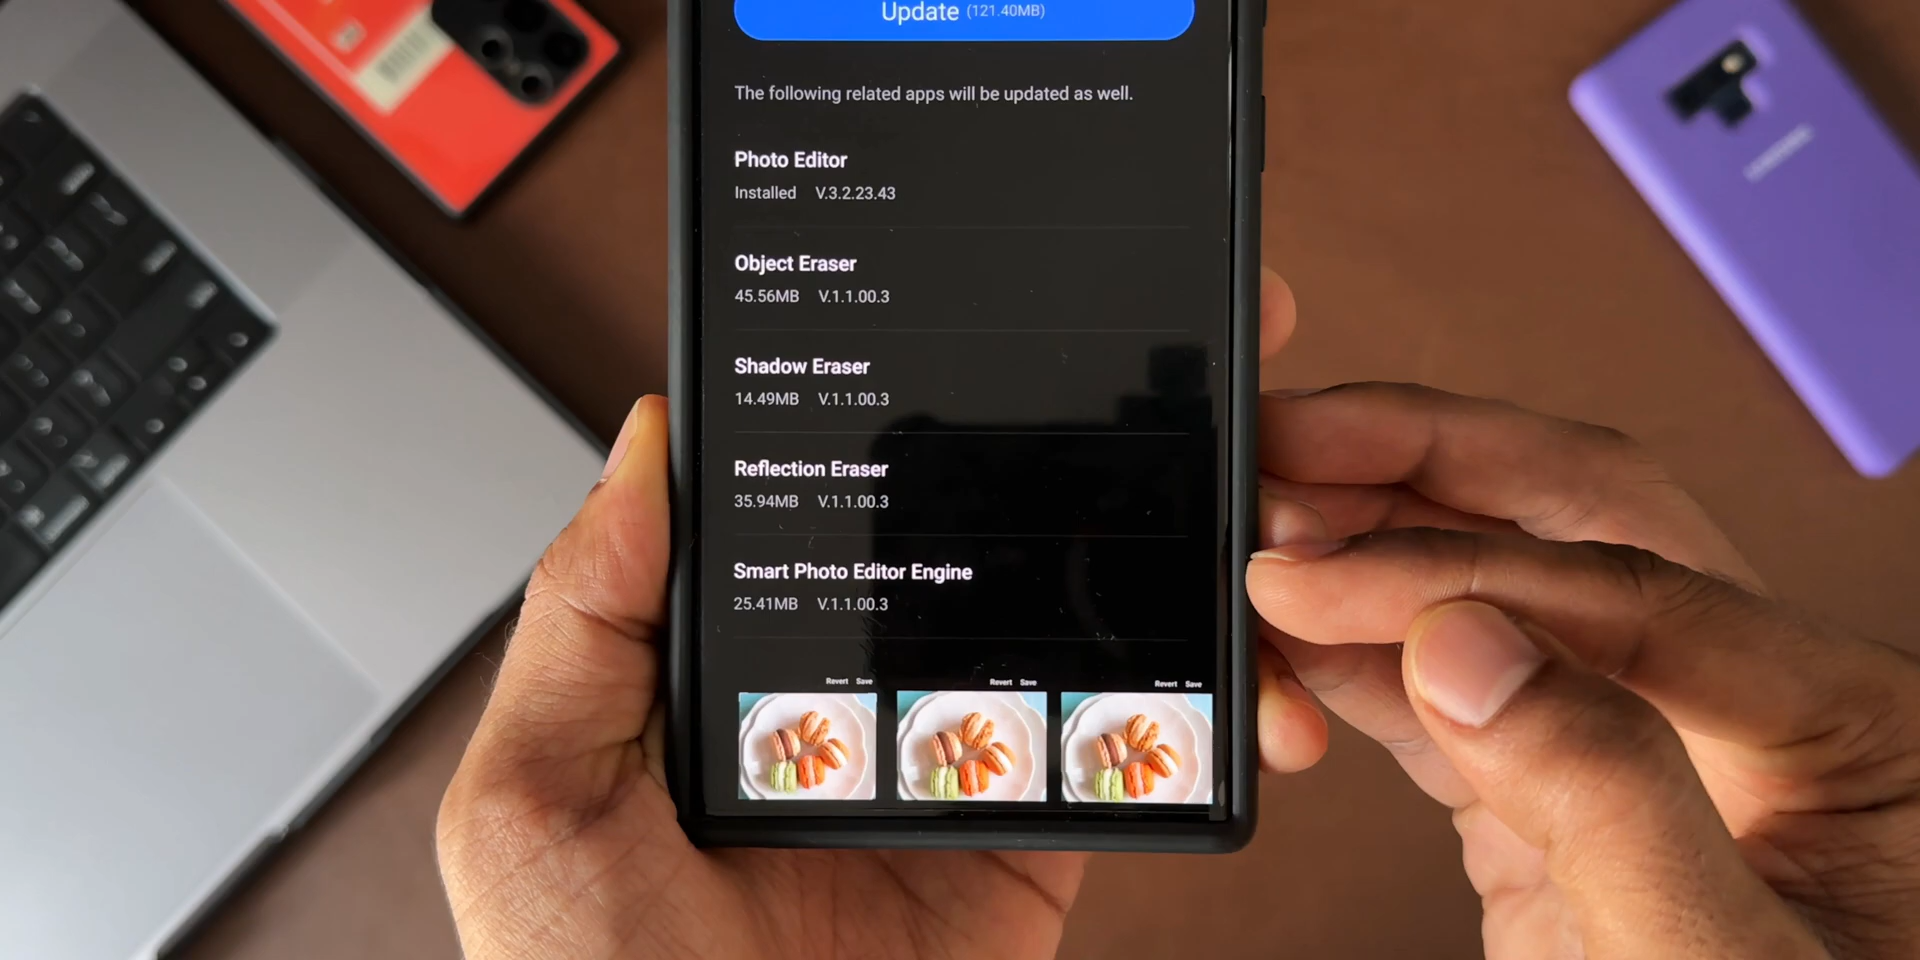 Update (121.40MB)
The following related apps will be updated as well.
Photo Editor
Installed V.3.2.23.43
Object Eraser
45.56MB V.1.1.00.3
Shadow Eraser
14.49MB V.1.1.00.3
Reflection Eraser
35.94MB V.1.1.00.3
Smart Photo Editor Engine
25.41MB V.1.1.00.3
Revert Save
Revert Save
Revert Save
SAMSUNG